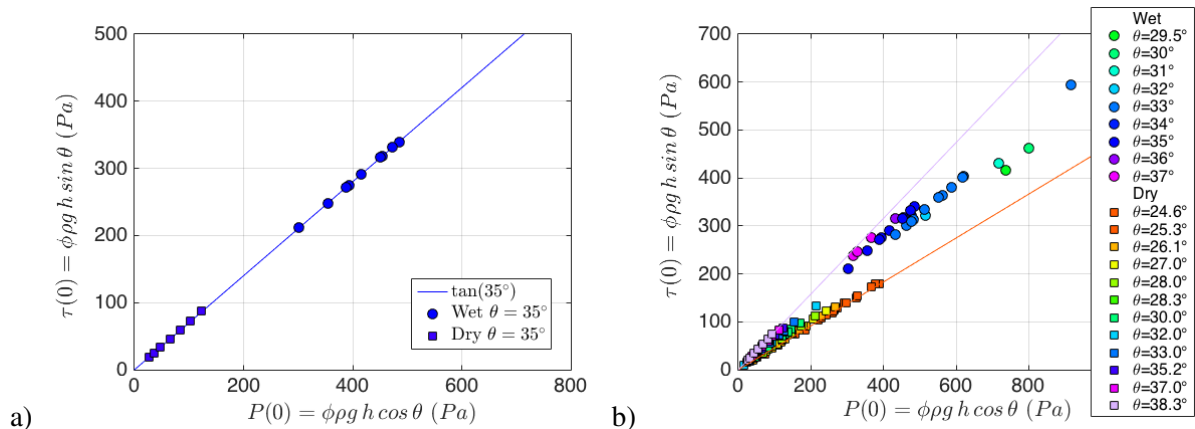 a)
500
400
300
200
100
0
0
200
400
600
800
τ(0) = ϕρg h sin θ (Pa)
P(0) = ϕρg h cos θ (Pa)
tan(35°)
Wet θ = 35°
Dry θ = 35°
b)
700
600
500
400
300
200
100
0
0
200
400
600
800
τ(0) = ϕρg h sin θ (Pa)
P(0) = ϕρg h cos θ (Pa)
Wet
θ=29.5°
θ=30°
θ=31°
θ=32°
θ=33°
θ=34°
θ=35°
θ=36°
θ=37°
Dry
θ=24.6°
θ=25.3°
θ=26.1°
θ=27.0°
θ=28.0°
θ=28.3°
θ=30.0°
θ=32.0°
θ=33.0°
θ=35.2°
θ=37.0°
θ=38.3°